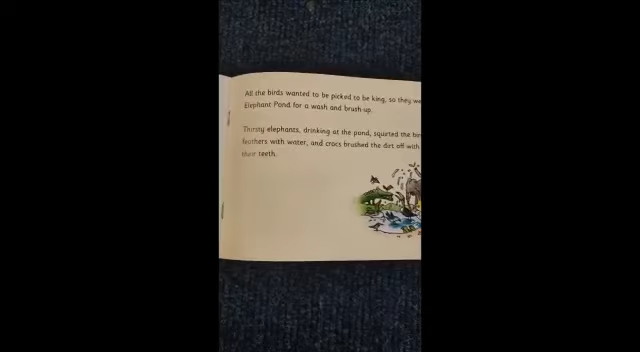 All the birds wanted to be picked to be king, so they we
Elephant Pond for a wash and brush-up.
Thirsty elephants, drinking at the pond, squirted the bir
feathers with water, and crocs brushed the dirt off with
their teeth.